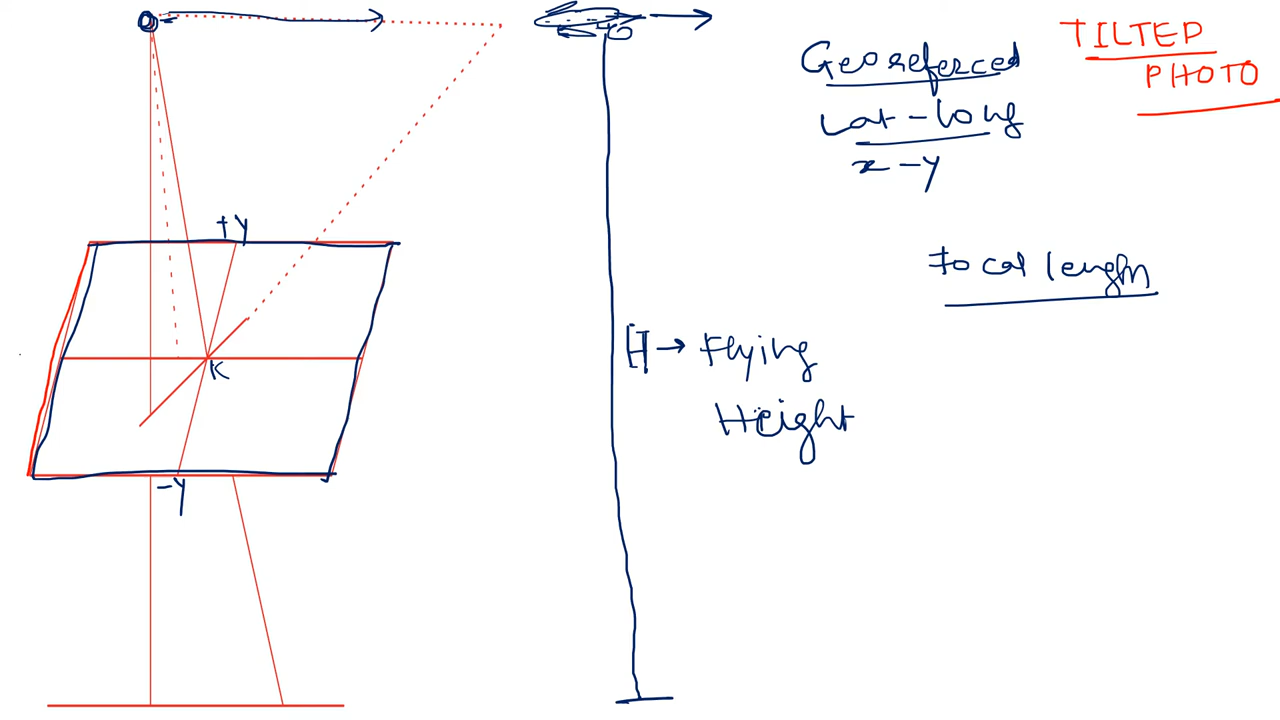 TILTED
PHOTO
Georeferced
Lat-long
x-y
+y
focal length
H → Flying
Height
K
-y